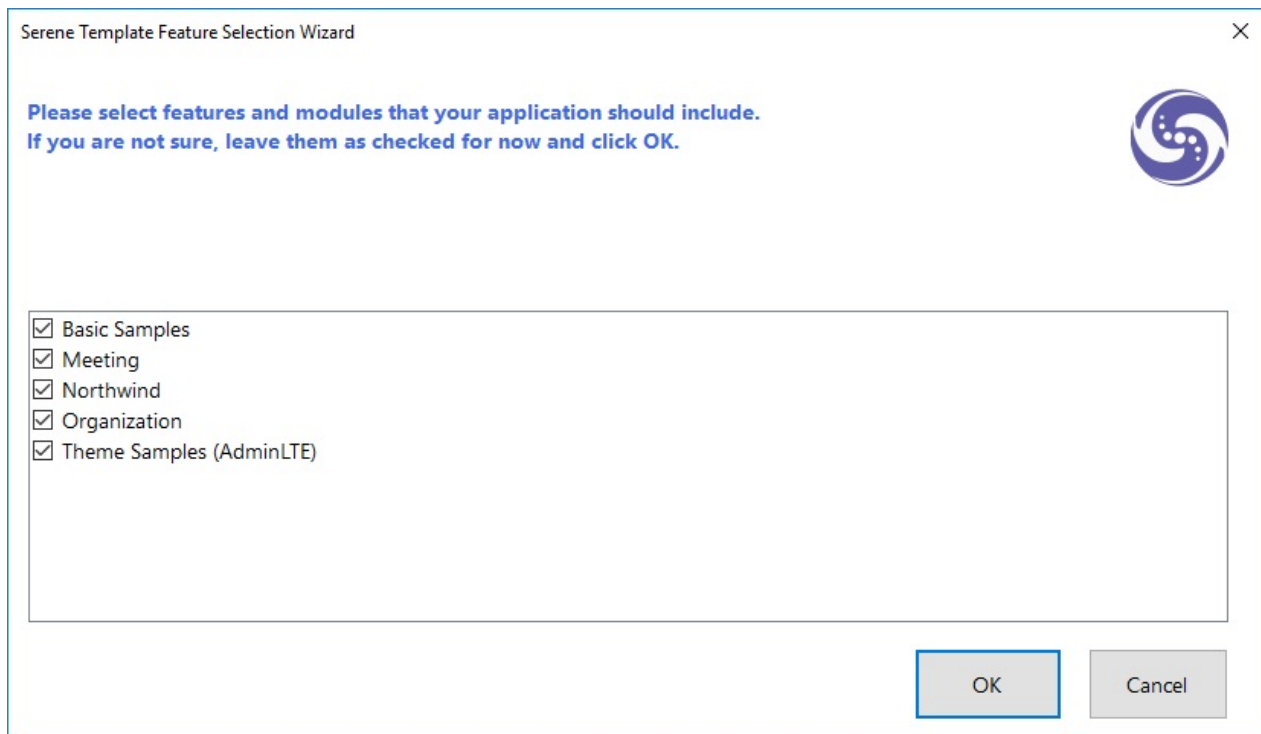 Serene Template Feature Selection Wizard
Please select features and modules that your application should include.
If you are not sure, leave them as checked for now and click OK.
Basic Samples
Meeting
Northwind
Organization
Theme Samples (AdminLTE)
OK
Cancel